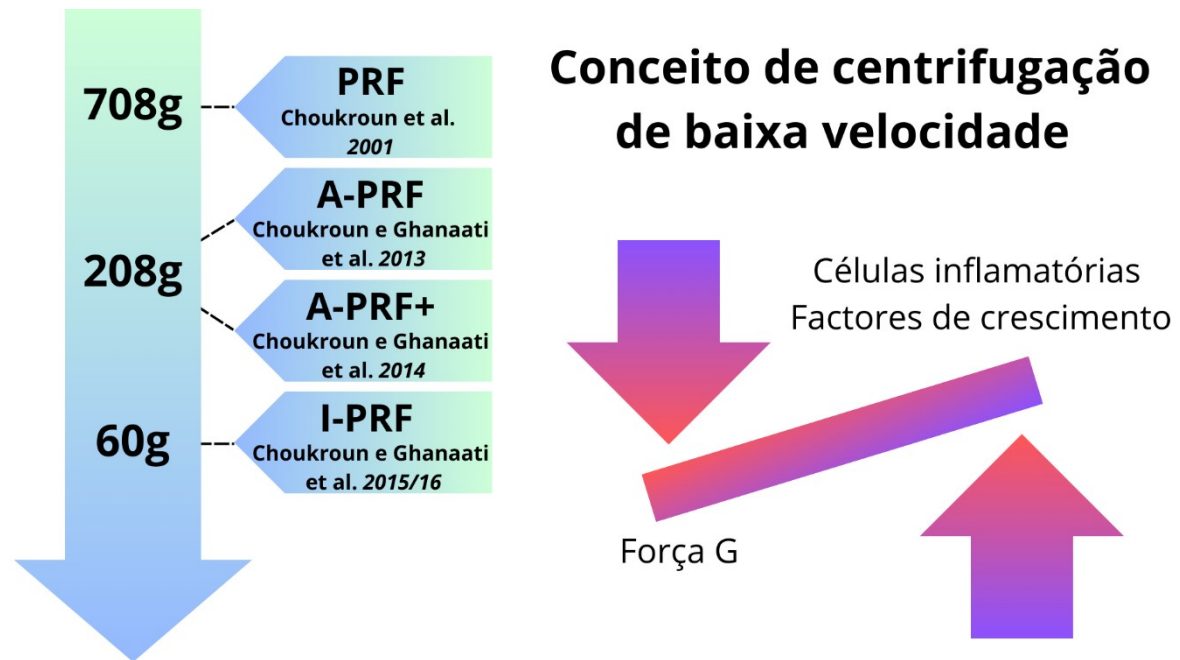 708g
PRF
Choukroun et al.
2001
A-PRF
Choukroun e Ghanaati
et al. 2013
208g
A-PRF+
Choukroun e Ghanaati
et al. 2014
60g
I-PRF
Choukroun e Ghanaati
et al. 2015/16
Conceito de centrifugação
de baixa velocidade
Células inflamatórias
Factores de crescimento
Força G